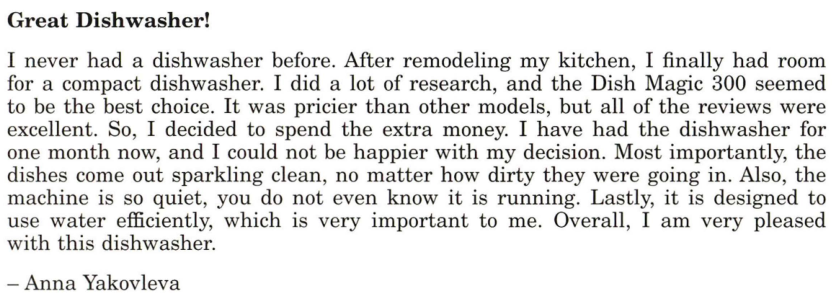 Great Dishwasher!
I never had a dishwasher before. After remodeling my kitchen, I finally had room
for a compact dishwasher. I did a lot of research, and the Dish Magic 300 seemed
to be the best choice. It was pricier than other models, but all of the reviews were
excellent. So, I decided to spend the extra money. I have had the dishwasher for
one month now, and I could not be happier with my decision. Most importantly, the
dishes come out sparkling clean, no matter how dirty they were going in. Also, the
machine is so quiet, you do not even know it is running. Lastly, it is designed to
use water efficiently, which is very important to me. Overall, I am very pleased
with this dishwasher.
– Anna Yakovleva